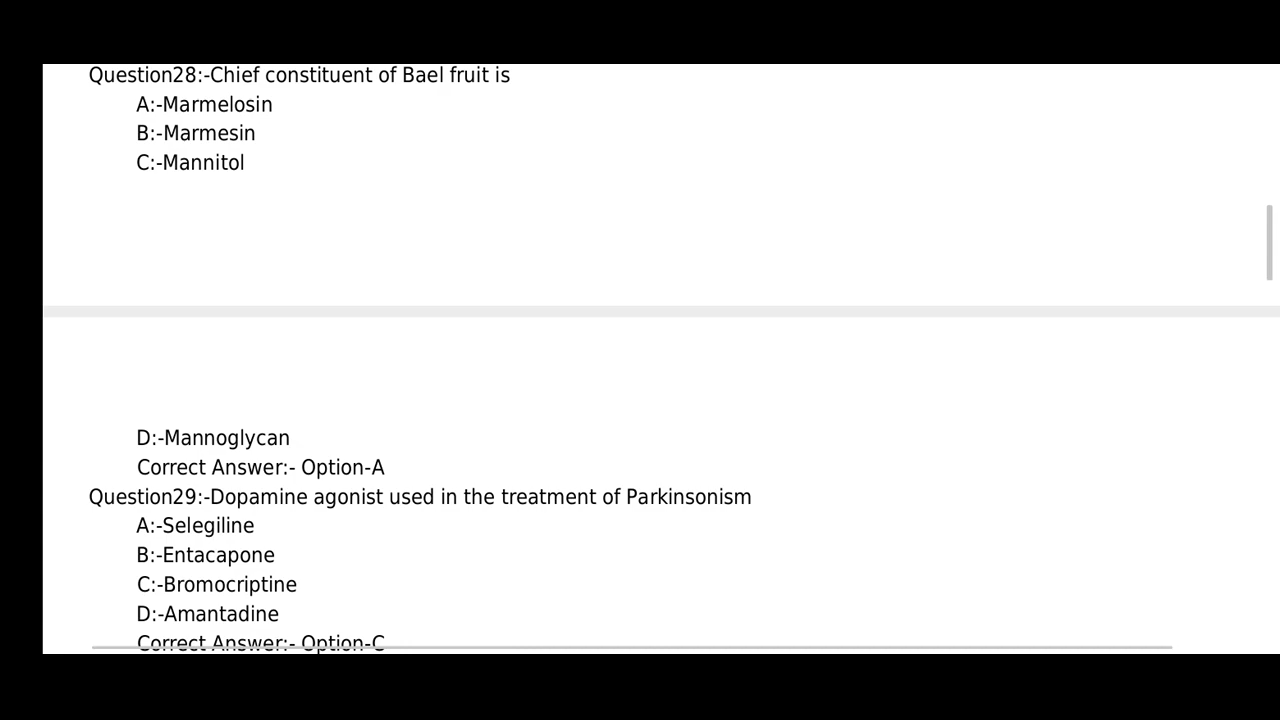 Question28:-Chief constituent of Bael fruit is
A:-Marmelosin
B:-Marmesin
C:-Mannitol
D:-Mannoglycan
Correct Answer:- Option-A
Question29:-Dopamine agonist used in the treatment of Parkinsonism
A:-Selegiline
B:-Entacapone
C:-Bromocriptine
D:-Amantadine
Correct Answer:- Option-C